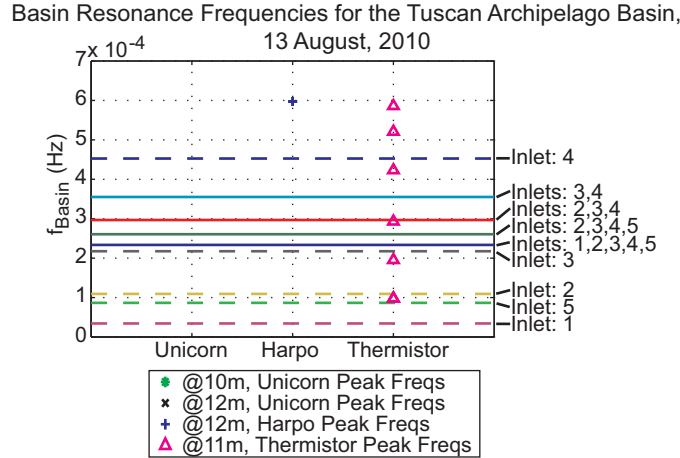 Basin Resonance Frequencies for the Tuscan Archipelago Basin,
13 August, 2010
7 x 10^-4
6
5
4
3
2
1
0
f_Basin (Hz)
Inlet: 4
Inlets: 3,4
Inlets: 2,3,4
Inlets: 2,3,4,5
Inlets: 1,2,3,4,5
Inlet: 3
Inlet: 2
Inlet: 5
Inlet: 1
Unicorn Harpo Thermistor
@10m, Unicorn Peak Freqs
@12m, Unicorn Peak Freqs
@12m, Harpo Peak Freqs
@11m, Thermistor Peak Freqs